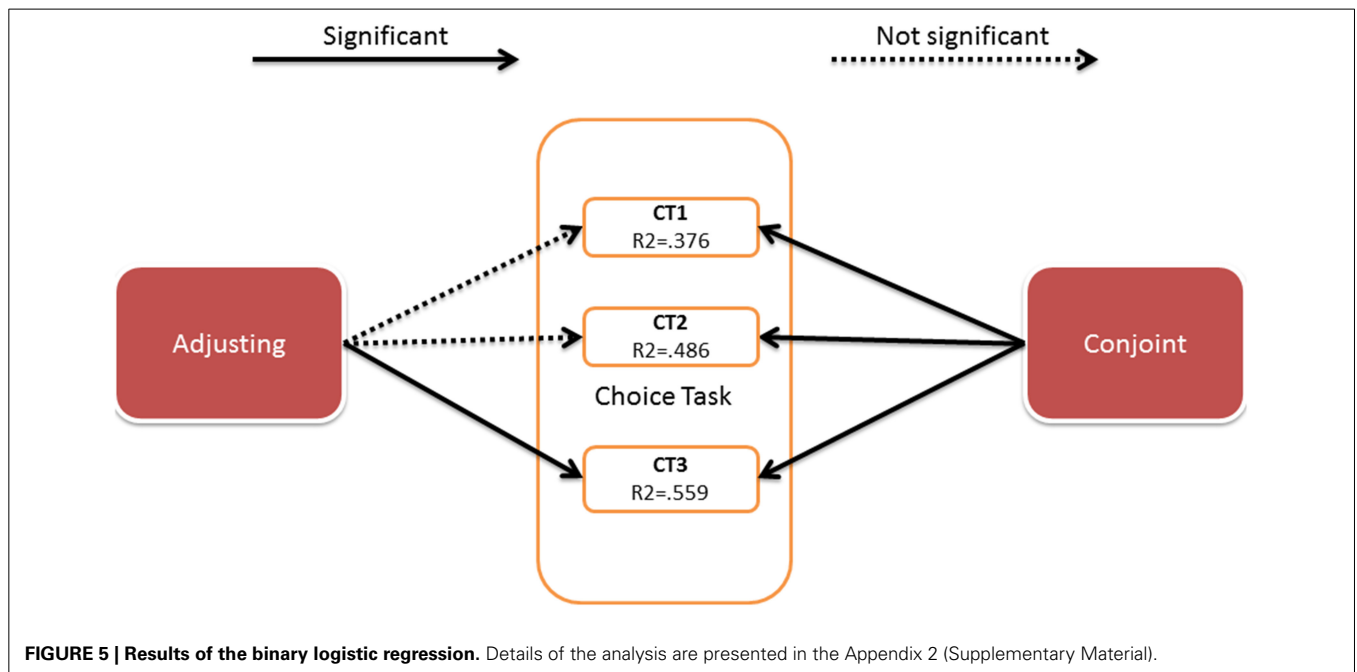 Significant
Not significant
CT1
R2=.376
Adjusting
CT2
R2=.486
Conjoint
Choice Task
CT3
R2=.559
FIGURE 5 | Results of the binary logistic regression. Details of the analysis are presented in the Appendix 2 (Supplementary Material).